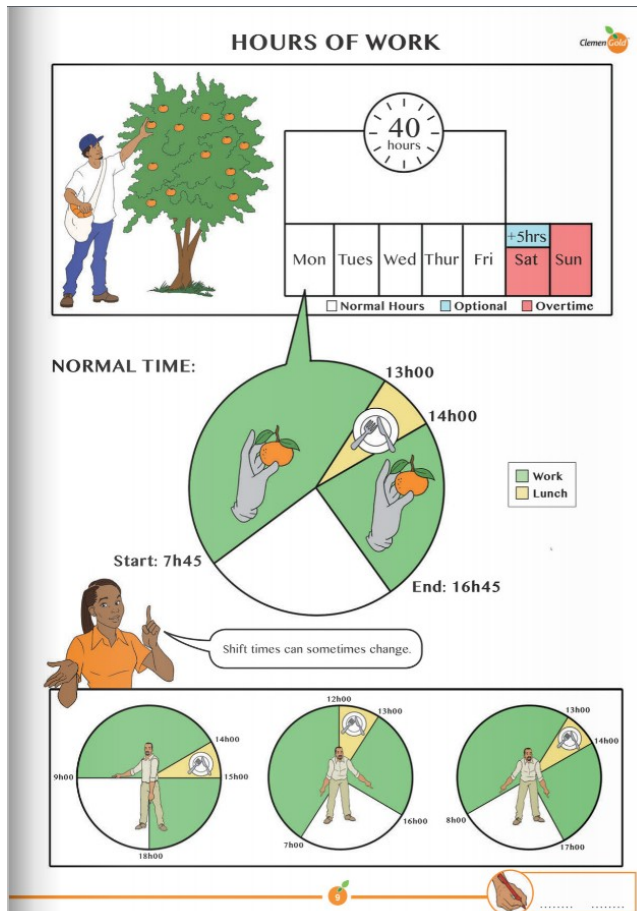 HOURS OF WORK
ClemenGold
40
hours
+5hrs
Mon Tues Wed Thur Fri Sat Sun
Normal Hours Optional Overtime
NORMAL TIME:
13h00
14h00
Work
Lunch
Start: 7h45
End: 16h45
Shift times can sometimes change.
12h00
13h00
13h00
14h00
14h00
9h00
15h00
16h00
8h00
7h00
17h00
18h00
9